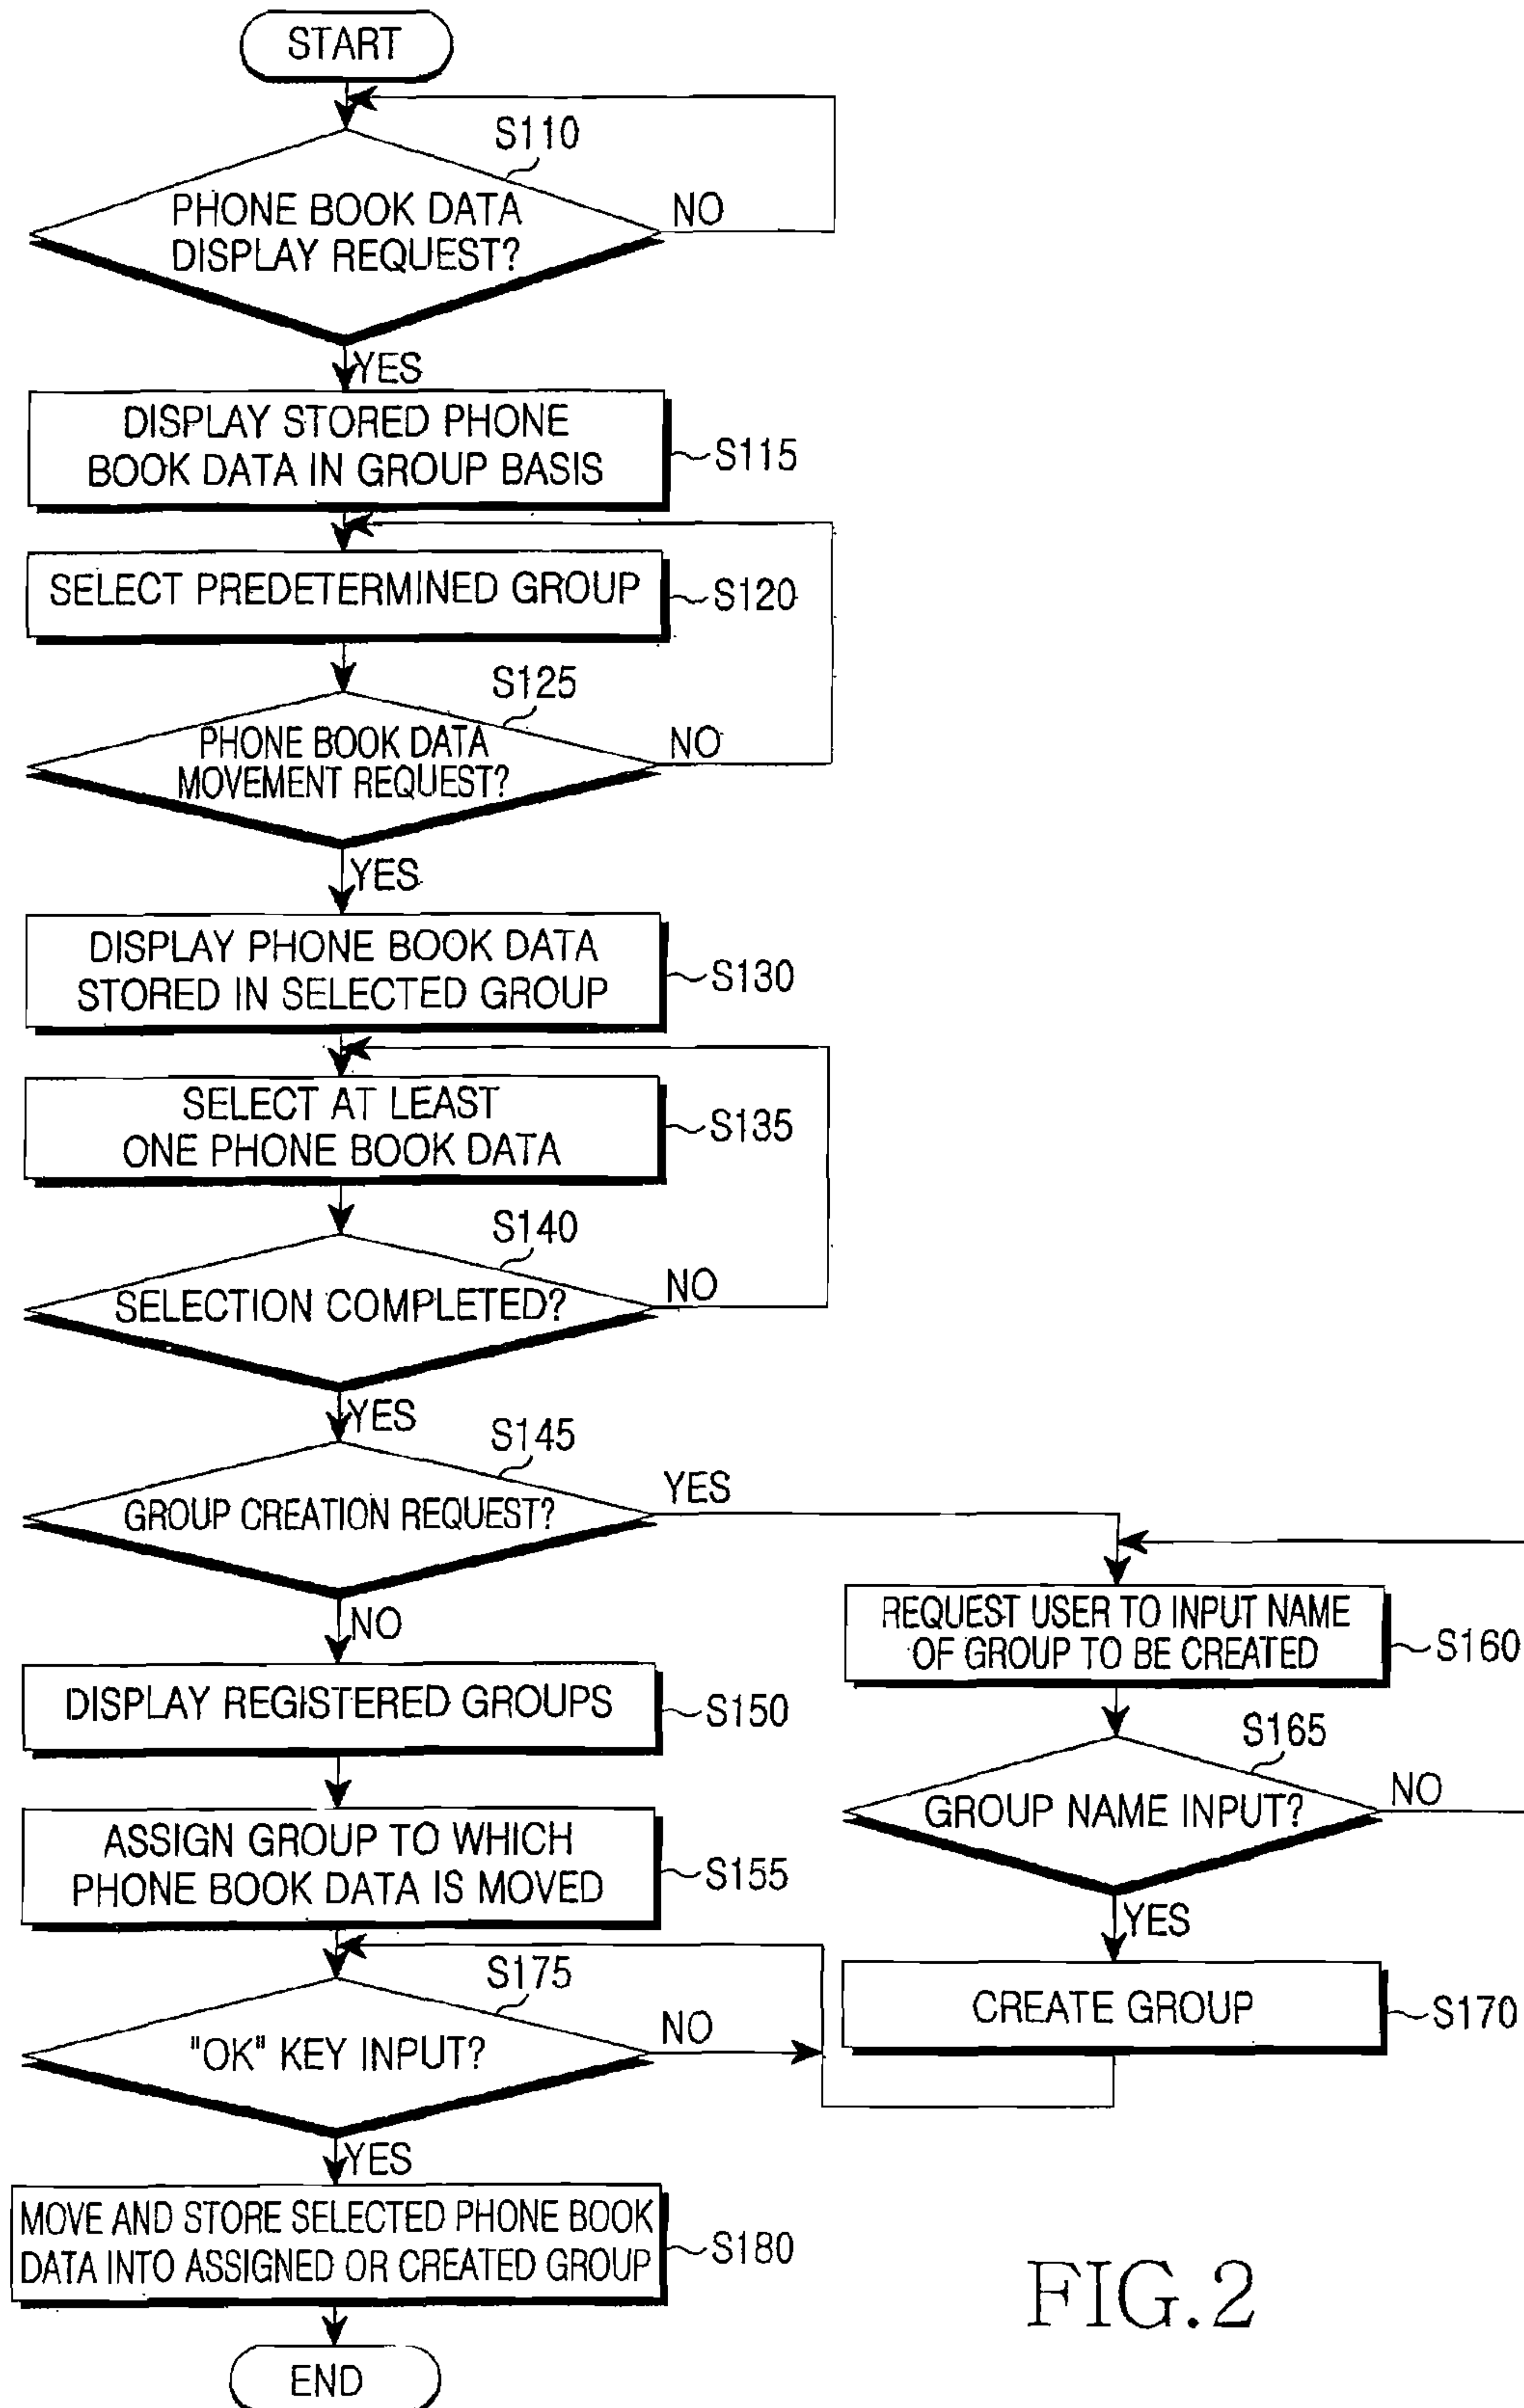 START
S110
PHONE BOOK DATA
DISPLAY REQUEST?
NO
YES
DISPLAY STORED PHONE
BOOK DATA IN GROUP BASIS
S115
SELECT PREDETERMINED GROUP
S120
S125
PHONE BOOK DATA
MOVEMENT REQUEST?
NO
YES
DISPLAY PHONE BOOK DATA
STORED IN SELECTED GROUP
S130
SELECT AT LEAST
ONE PHONE BOOK DATA
S135
S140
SELECTION COMPLETED?
NO
YES
S145
GROUP CREATION REQUEST?
YES
NO
DISPLAY REGISTERED GROUPS
S150
ASSIGN GROUP TO WHICH
PHONE BOOK DATA IS MOVED
S155
REQUEST USER TO INPUT NAME
OF GROUP TO BE CREATED
S160
S165
GROUP NAME INPUT?
NO
YES
CREATE GROUP
S170
S175
"OK" KEY INPUT?
NO
YES
MOVE AND STORE SELECTED PHONE BOOK
DATA INTO ASSIGNED OR CREATED GROUP
S180
END
FIG.2